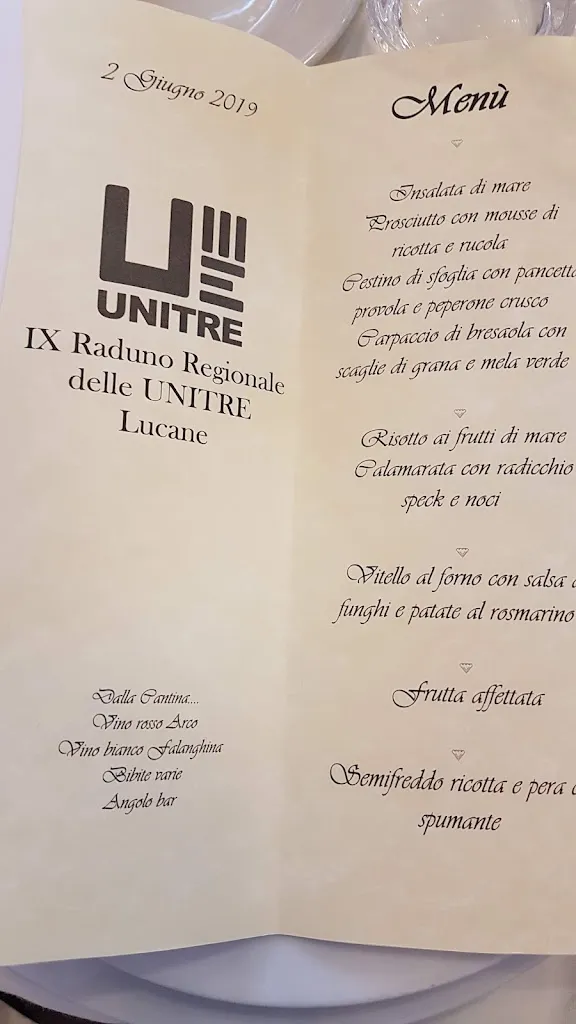 2 Giugno 2019
UNITRE
IX Raduno Regionale
delle UNITRE
Lucane
Dalla Cantina....
Vino rosso Arco
Vino bianco Falanghina
Bibite varie
Angolo bar
Menù
Insalata di mare
Prosciutto con mousse di
ricotta e rucola
Cestino di sfoglia con pancetta
provola e peperone crusco
Carpaccio di bresaola con
scaglie di grana e mela verde
Risotto ai frutti di mare
Calamarata con radicchio
speck e noci
Vitello al forno con salsa
funghi e patate al rosmarino
Frutta affettata
Semifreddo ricotta e pera
spumante